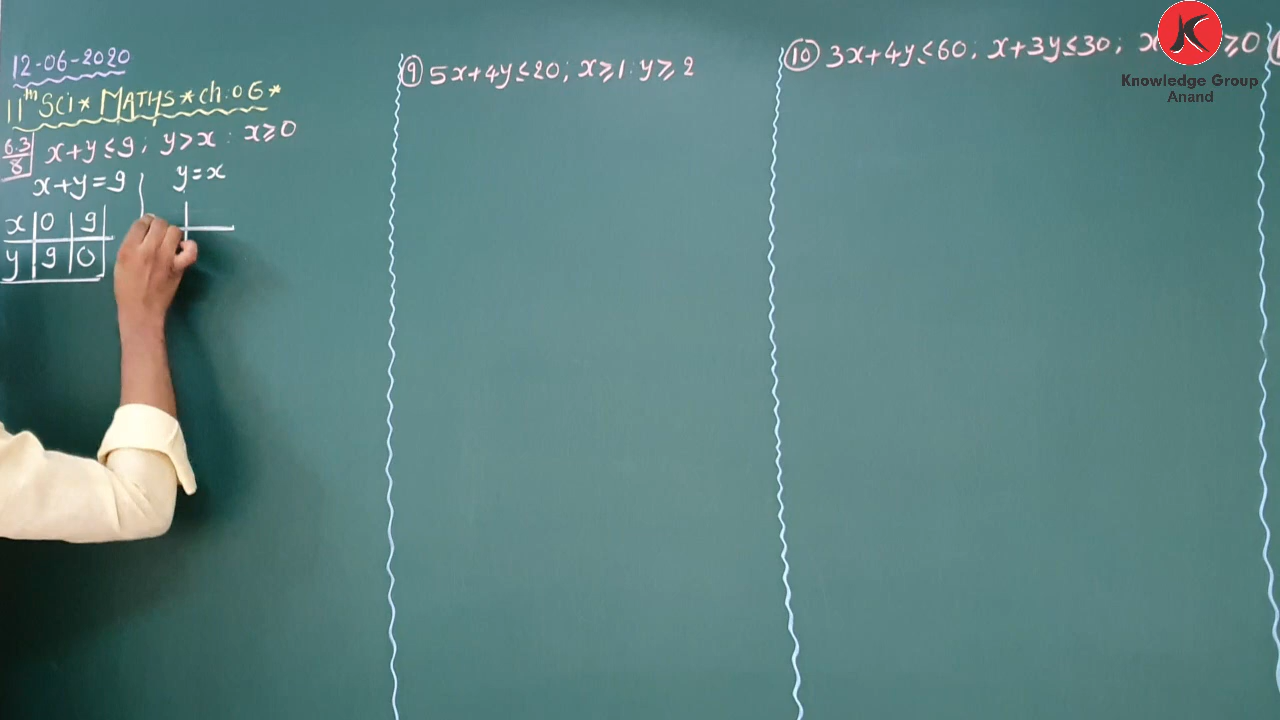 12-06-2020
11th SCI * MATHS * Ch:06 *
6.3
8
x+y≤9; y>x : x≥0
x+y=9
y=x
x 0 9
y 9 0
⑨ 5x+4y≤20; x≥1 : y≥2
⑩ 3x+4y≤60; x+3y≤30; x ≥0
K
Knowledge Group
Anand